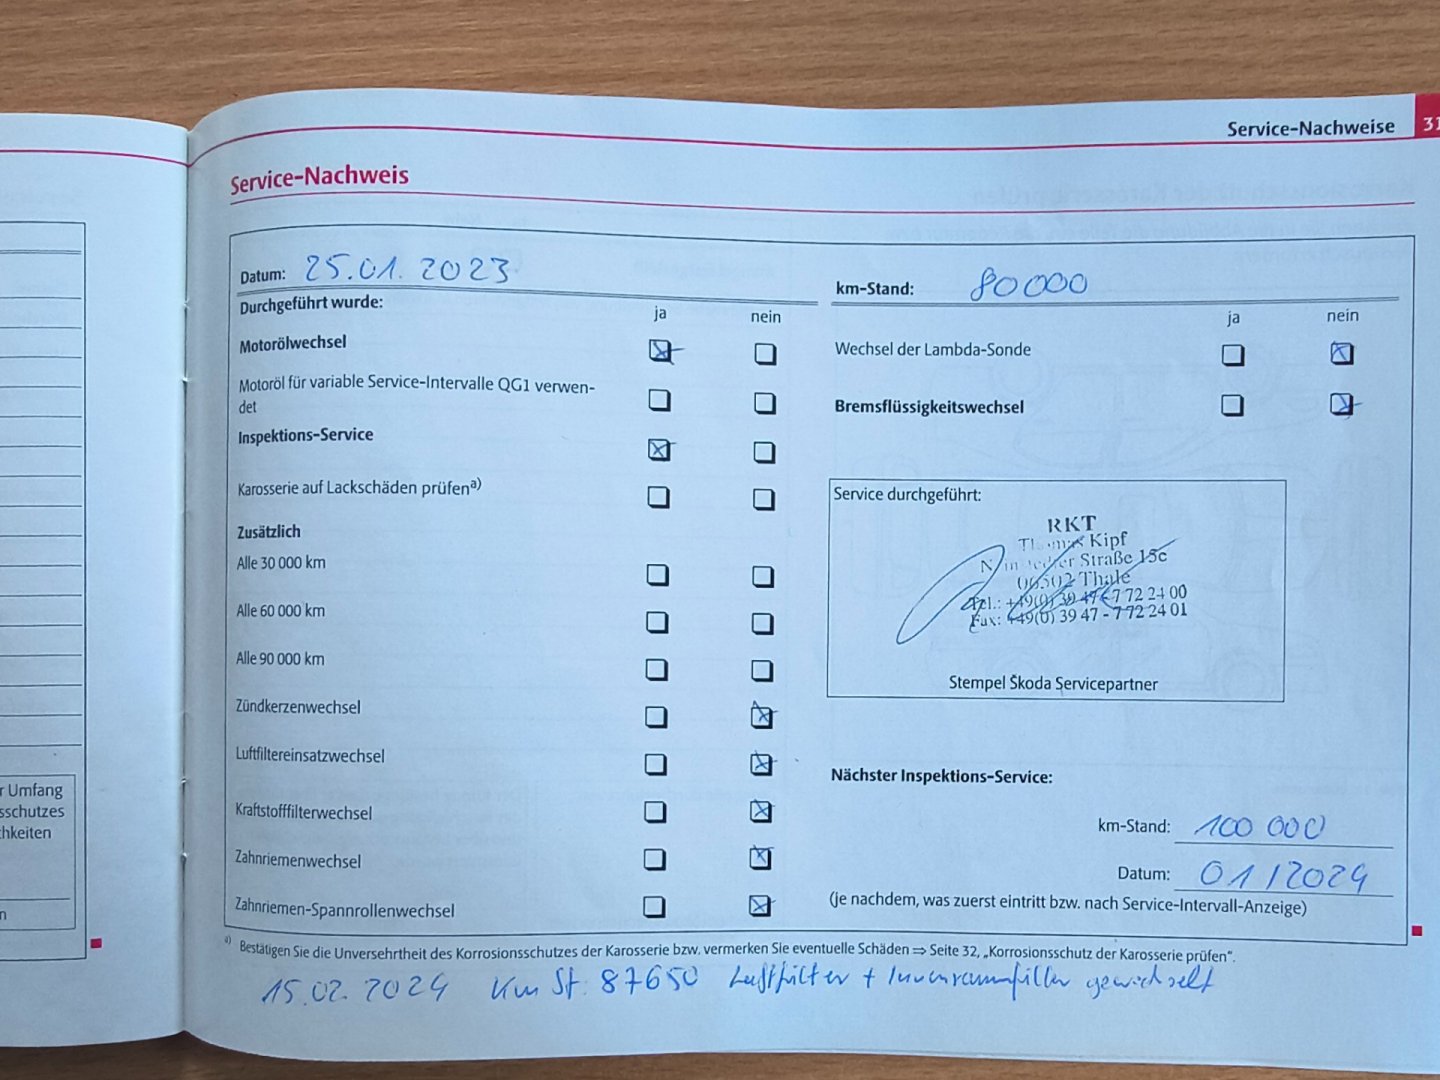 Service-Nachweise 31
Service-Nachweis
Datum: 25.01.2023
km-Stand: 80000
Durchgeführt wurde:
ja nein
ja nein
Motorölwechsel
Wechsel der Lambda-Sonde
Motoröl für variable Service-Intervalle QG1 verwen-
det
Bremsflüssigkeitswechsel
Inspektions-Service
Karosserie auf Lackschäden prüfen a)
Service durchgeführt:
RKT
Thomas Kipf
Straße 15c
06502 Thale
Tel.: +49(0) 39 47 - 7 72 24 00
Fax: +49(0) 39 47 - 7 72 24 01
Stempel Škoda Servicepartner
Zusätzlich
Alle 30 000 km
Alle 60 000 km
Alle 90 000 km
Zündkerzenwechsel
Luftfiltereinsatzwechsel
Kraftstofffilterwechsel
Zahnriemenwechsel
Zahnriemen-Spannrollenwechsel
Nächster Inspektions-Service:
km-Stand: 100 000
Datum: 01/2024
(je nachdem, was zuerst eintritt bzw. nach Service-Intervall-Anzeige)
a) Bestätigen Sie die Unversehrtheit des Korrosionsschutzes der Karosserie bzw. vermerken Sie eventuelle Schäden ⇒ Seite 32, „Korrosionsschutz der Karosserie prüfen“.
15.02.2024 Km St: 87650 Luftfilter + Innenraumfilter gewechselt
r Umfang
sschutzes
hkeiten
n